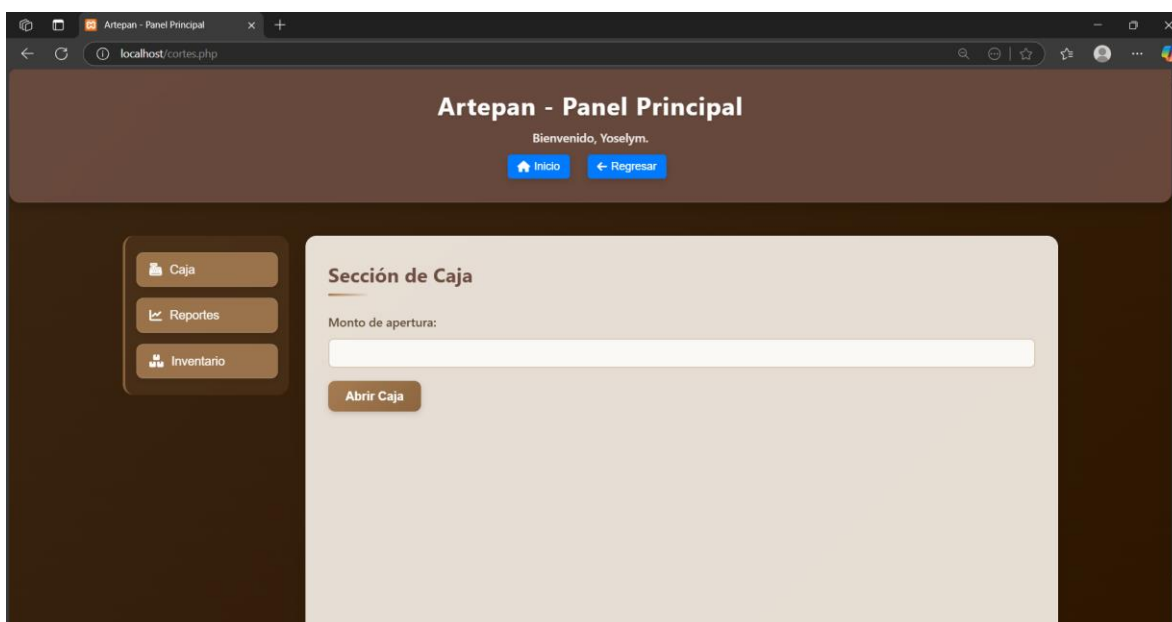 Artepan - Panel Principal
localhost/cortes.php
Artepan - Panel Principal
Bienvenido, Yoselym.
Inicio
Regresar
Caja
Reportes
Inventario
Sección de Caja
Monto de apertura:
Abrir Caja